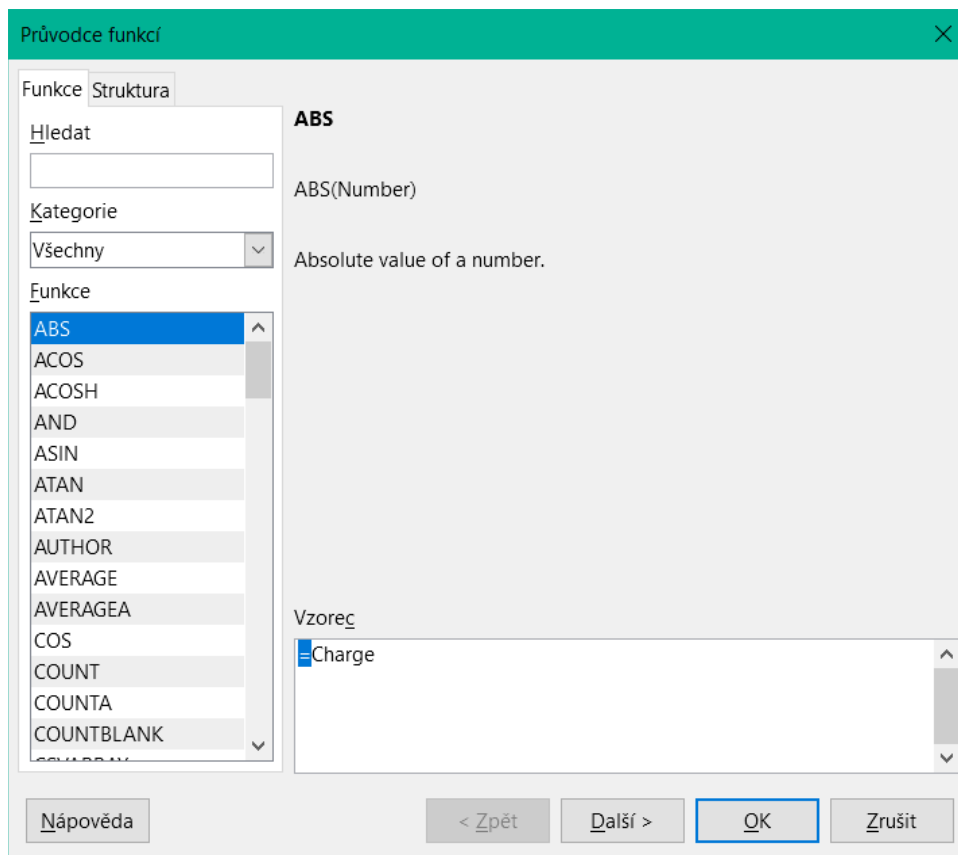 Průvodce funkcí
Funkce Struktura
Hledat
Kategorie
Všechny
Funkce
ABS
ACOS
ACOSH
AND
ASIN
ATAN
ATAN2
AUTHOR
AVERAGE
AVERAGEA
COS
COUNT
COUNTA
COUNTBLANK
ABS
ABS(Number)
Absolute value of a number.
Vzorec
=Charge
Nápověda
< Zpět
Další >
OK
Zrušit